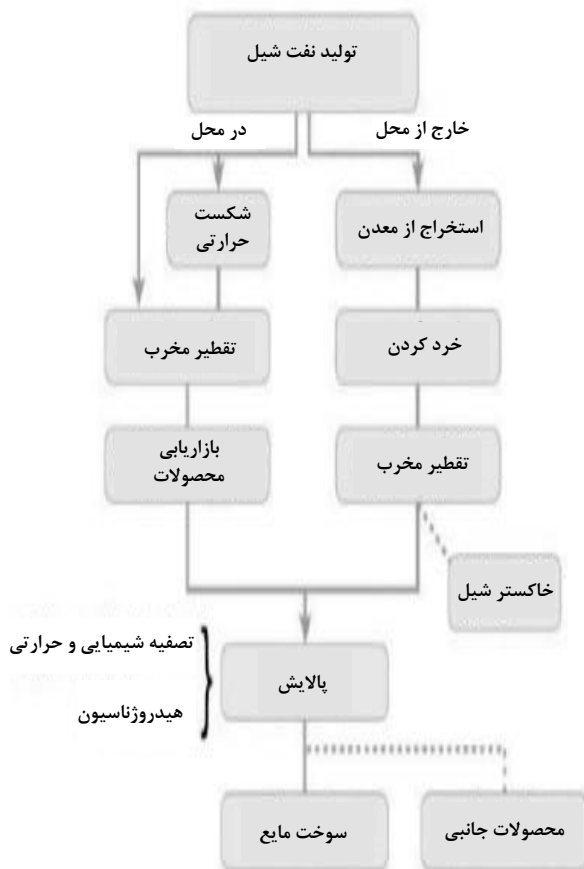 تولید نفت شیل
خارج از محل
در محل
شکست
حرارتی
استخراج از معدن
تقطیر مخرب
خرد کردن
بازاریابی
محصولات
تقطیر مخرب
خاکستر شیل
تصفیه شیمیایی و حرارتی
پالایش
هیدروژناسیون
سوخت مایع
محصولات جانبی